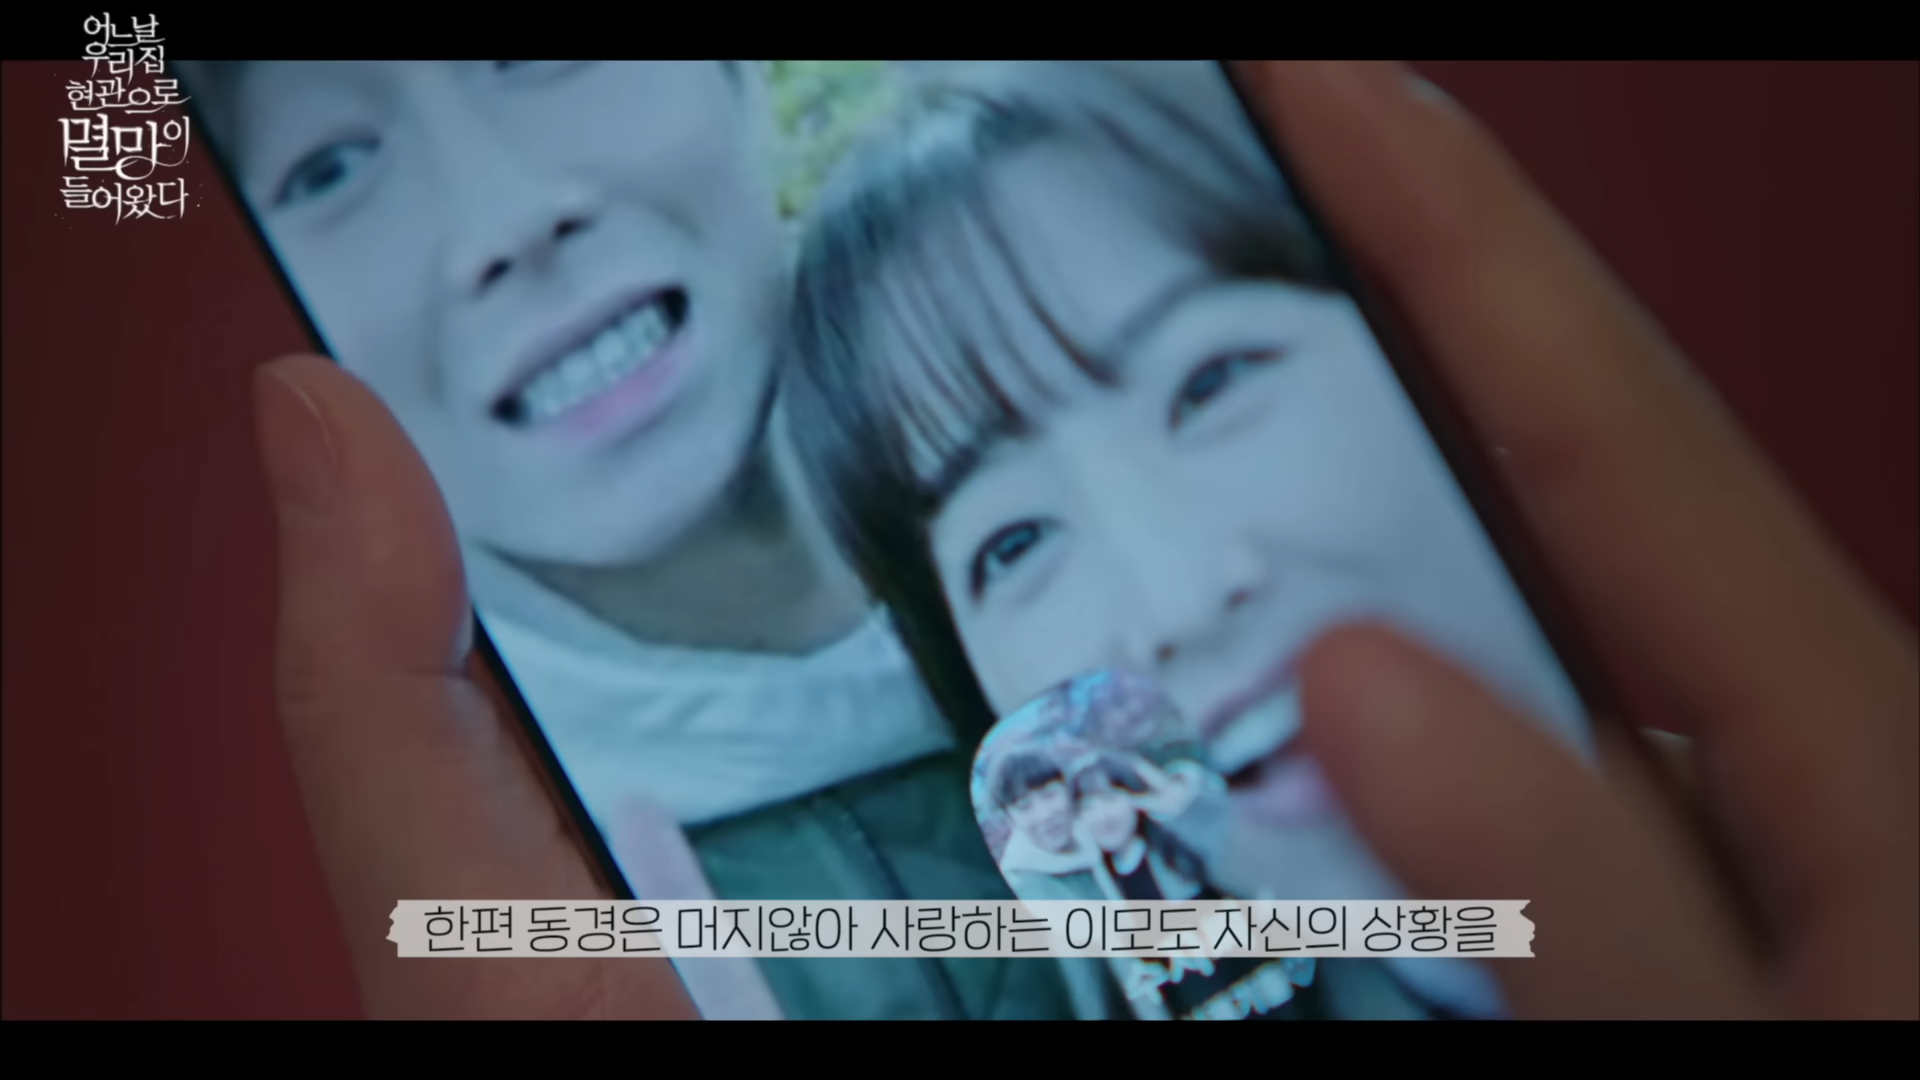 어느날
우리집
현관으로
멸망이
들어왔다
한편 동경은 머지않아 사랑하는 이모도 자신의 상황을